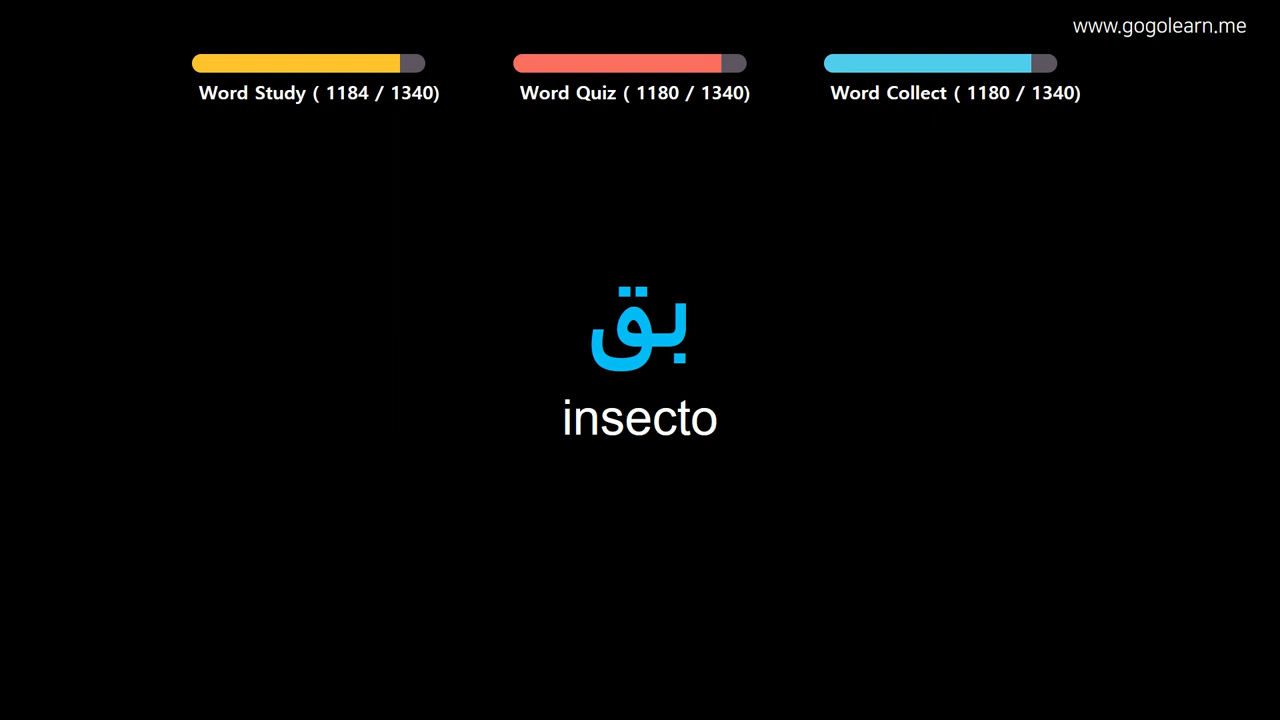 www.gogolearn.me
Word Study ( 1184 / 1340)
Word Quiz ( 1180 / 1340)
Word Collect ( 1180 / 1340)
بق
insecto